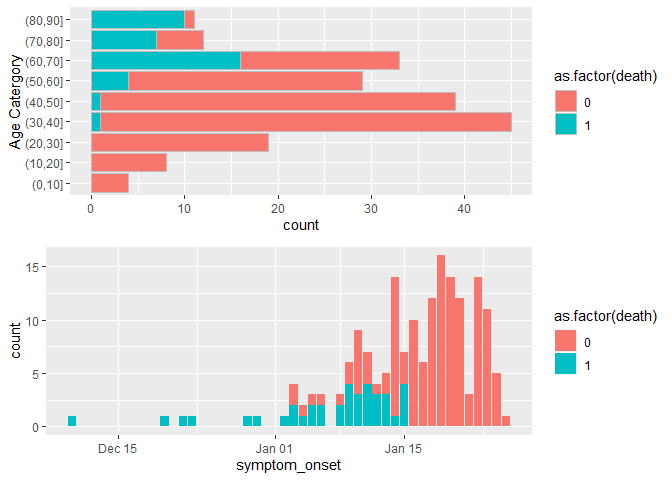 (80,90]
(70,80]
(60,70]
(50,60]
(40,50]
(30,40]
(20,30]
(10,20]
(0,10]
Age Catergory
0
10
20
30
40
count
as.factor(death)
0
1
15
10
5
0
count
Dec 15
Jan 01
Jan 15
symptom_onset
as.factor(death)
0
1